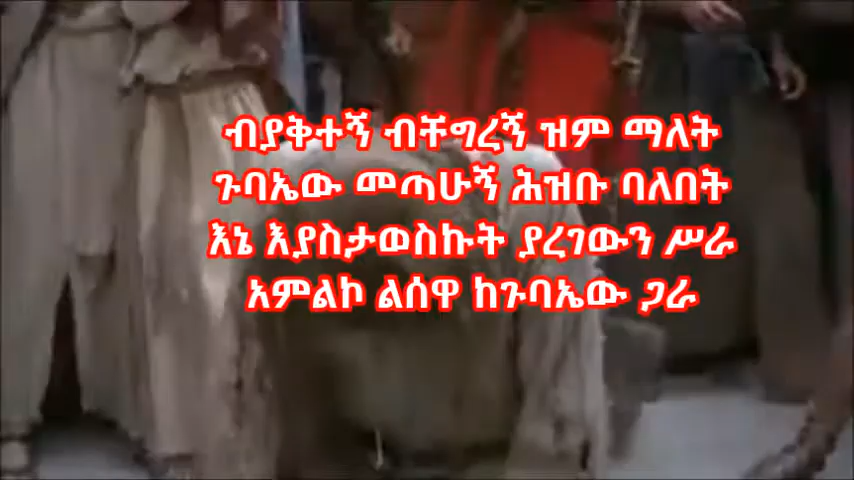 ብያቅተኝ ብቸግረኝ ዝም ማለት
ጉባኤው መጣሁኝ ሕዝቡ ባለበት
እኔ እያስታወስኩት ያረገውን ሥራ
አምልኮ ልሰዋ ከጉባኤው ጋራ